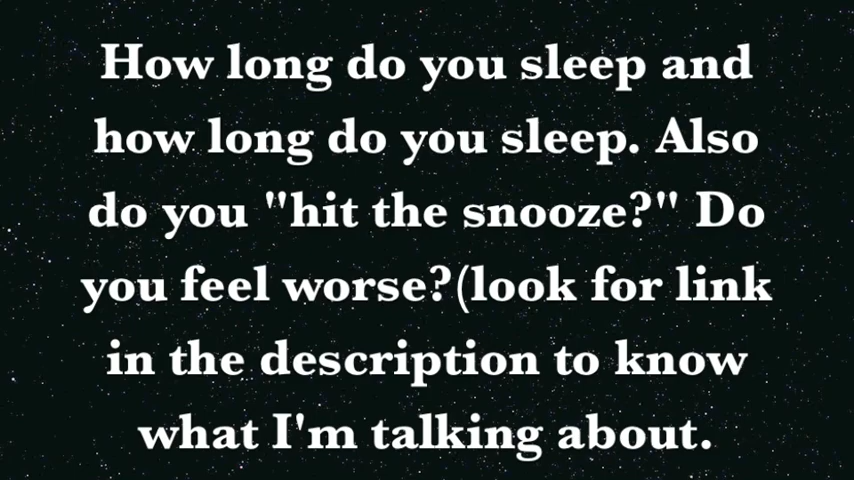 How long do you sleep and
how long do you sleep. Also
do you "hit the snooze?" Do
you feel worse?(look for link
in the description to know
what I'm talking about.